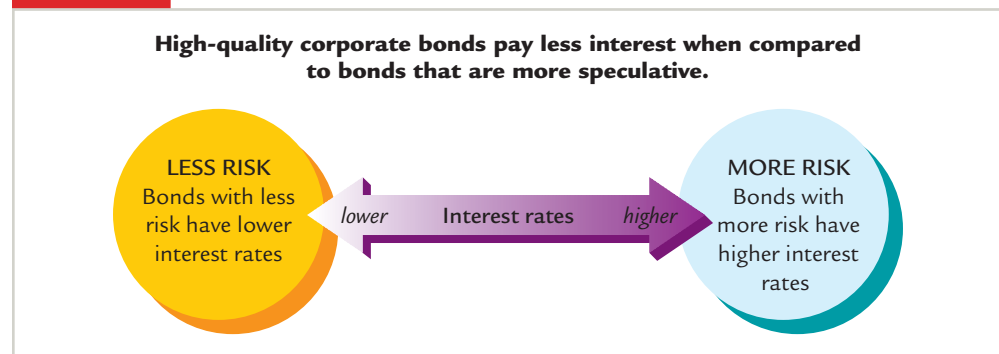 High-quality corporate bonds pay less interest when compared
to bonds that are more speculative.
LESS RISK
Bonds with less
risk have lower
interest rates
lower Interest rates higher
MORE RISK
Bonds with
more risk have
higher interest
rates